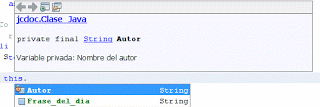 jcdoc.Clase_Java
private final String Autor
Variable privada: Nombre del autor
this.
Autor String
Frase_del_dia String